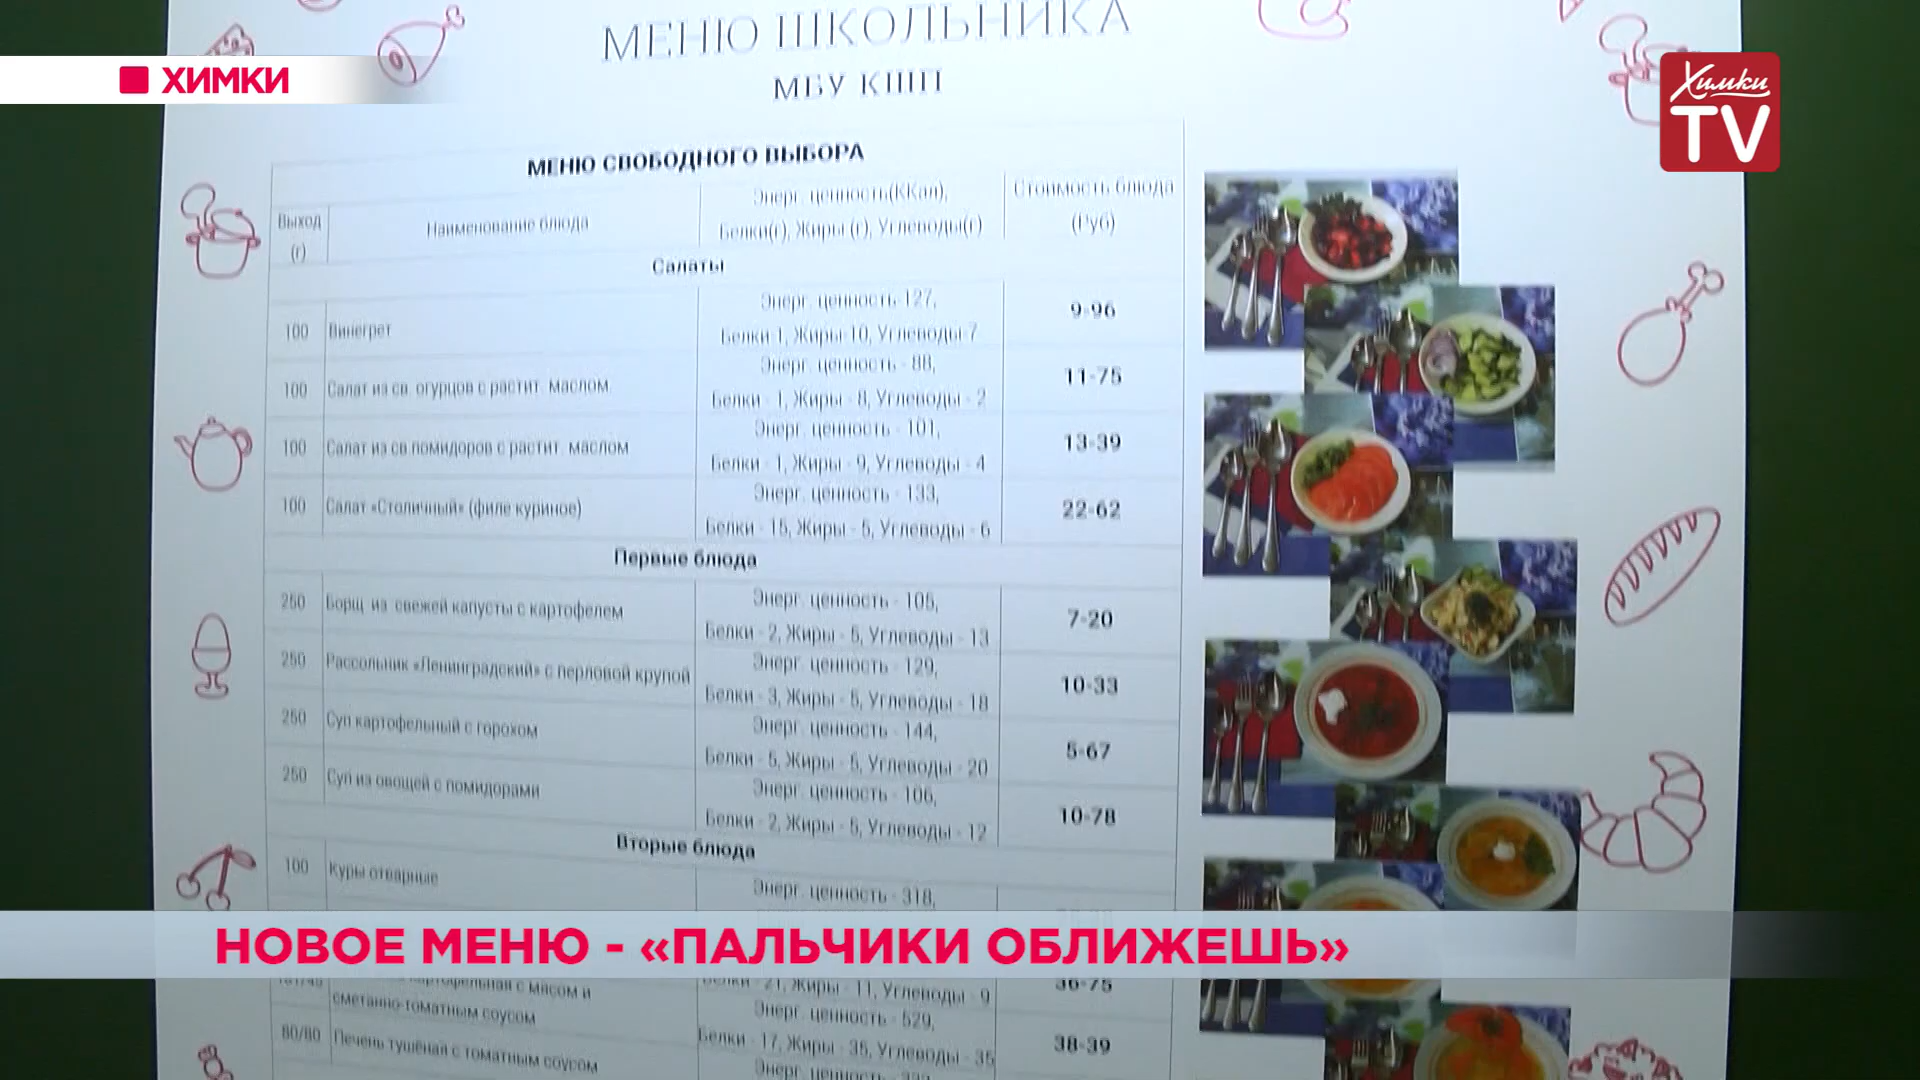 МЕНЮ ШКОЛЬНИКА
ХИМКИ
Химки
TV
МБУ КШП
МЕНЮ СВОБОДНОГО ВЫБОРА
Выход (г) Наименование блюда Энерг. ценность(ККал), Белки(г), Жиры (г), Углеводы(г) Стоимость блюда (Руб)
Салаты
100 Винегрет Энерг. ценность-127, Белки-1, Жиры-10, Углеводы-7 9-96
100 Салат из св. огурцов с растит. маслом. Энерг. ценность - 88, Белки - 1, Жиры - 8, Углеводы - 2 11-75
100 Салат из св помидоров с растит. маслом Энерг. ценность - 101, Белки - 1, Жиры - 9, Углеводы - 4 13-39
100 Салат «Столичный» (филе куриное) Энерг. ценность - 133, Белки - 15, Жиры - 5, Углеводы - 6 22-62
Первые блюда
250 Борщ из свежей капусты с картофелем Энерг. ценность - 105, Белки - 2, Жиры - 5, Углеводы - 13 7-20
250 Рассольник «Ленинградский» с перловой крупой Энерг. ценность - 129, Белки - 3, Жиры - 5, Углеводы - 18 10-33
250 Суп картофельный с горохом Энерг. ценность - 144, Белки - 5, Жиры - 5, Углеводы - 20 5-67
250 Суп из овощей с помидорами Энерг. ценность - 106, Белки - 2, Жиры - 5, Углеводы - 12 10-78
Вторые блюда
100 Куры отварные Энерг. ценность - 318,
НОВОЕ МЕНЮ - «ПАЛЬЧИКИ ОБЛИЖЕШЬ»
картофельная с мясом и сметанно-томатным соусом Белки - 21, Жиры - 11, Углеводы - 9 36-75
80/80 Печень тушёная с томатным соусом Энерг. ценность - 529, Белки - 17, Жиры - 35, Углеводы - 35 38-39
Энерг. ценность